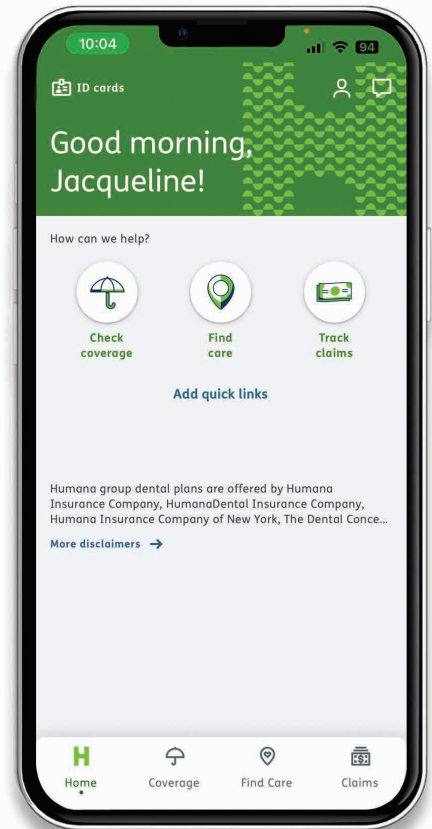 10:04
94
ID cards
Good morning,
Jacqueline!
How can we help?
Check
coverage
Find
care
Track
claims
Add quick links
Humana group dental plans are offered by Humana
Insurance Company, HumanaDental Insurance Company,
Humana Insurance Company of New York, The Dental Conce...
More disclaimers
H
Home
Coverage
Find Care
Claims